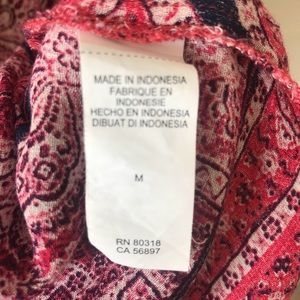 MADE IN INDONESIA
FABRIQUE EN
INDONESIE
HECHO EN INDONESIA
DIBUAT DI INDONESIA
M
RN 80318
CA 56897